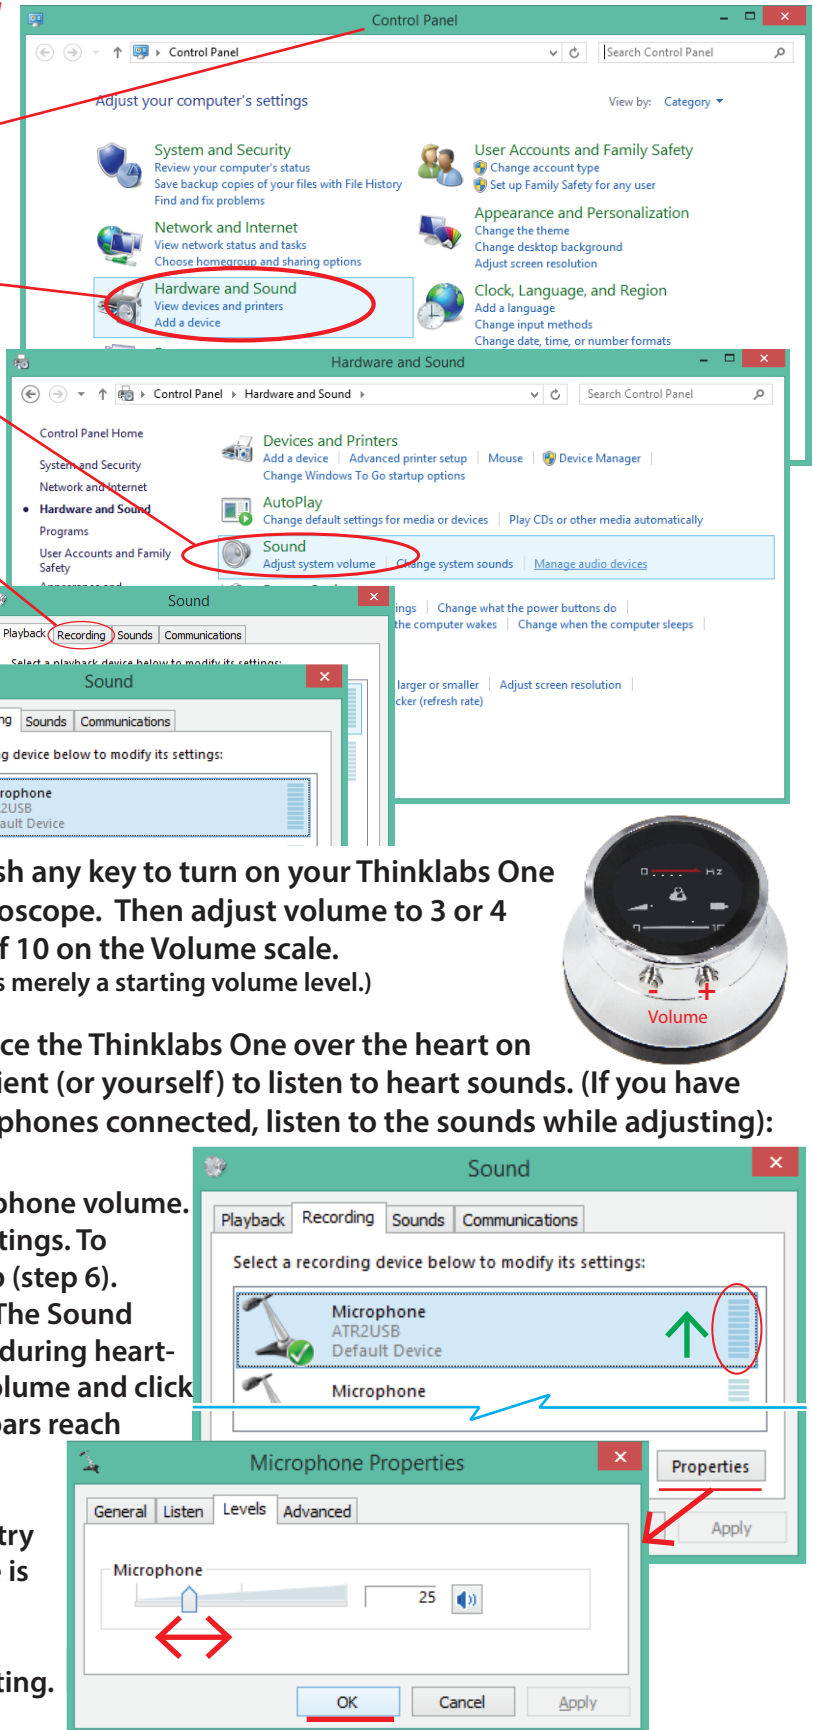 Control Panel
Control Panel
Search Control Panel
Adjust your computer's settings
View by: Category
System and Security
Review your computer's status
Save backup copies of your files with File History
Find and fix problems
Network and Internet
View network status and tasks
Choose homegroup and sharing options
Hardware and Sound
View devices and printers
Add a device
User Accounts and Family Safety
Change account type
Set up Family Safety for any user
Appearance and Personalization
Change the theme
Change desktop background
Adjust screen resolution
Clock, Language, and Region
Add a language
Change input methods
Change date, time, or number formats
Hardware and Sound
Control Panel Hardware and Sound
Search Control Panel
Control Panel Home
System and Security
Network and Internet
Hardware and Sound
Programs
User Accounts and Family
Safety
Devices and Printers
Add a device Advanced printer setup Mouse Device Manager
Change Windows To Go startup options
AutoPlay
Change default settings for media or devices Play CDs or other media automatically
Sound
Adjust system volume Change system sounds Manage audio devices
ings Change what the power buttons do
the computer wakes Change when the computer sleeps
larger or smaller Adjust screen resolution
cker (refresh rate)
Sound
Playback Recording Sounds Communications
Select a playback device below to modify its settings:
Sound
ng Sounds Communications
g device below to modify its settings:
rophone
2USB
ault Device
sh any key to turn on your Thinklabs One
oscope. Then adjust volume to 3 or 4
f 10 on the Volume scale.
s merely a starting volume level.)
Hz
- +
Volume
ce the Thinklabs One over the heart on
ient (or yourself) to listen to heart sounds. (If you have
phones connected, listen to the sounds while adjusting):
phone volume.
tings. To
o (step 6).
The Sound
during heart-
olume and click
bars reach
try
e is
ting.
Sound
Playback Recording Sounds Communications
Select a recording device below to modify its settings:
Microphone
ATR2USB
Default Device
Microphone
Properties
Apply
Microphone Properties
General Listen Levels Advanced
Microphone
25
OK Cancel Apply